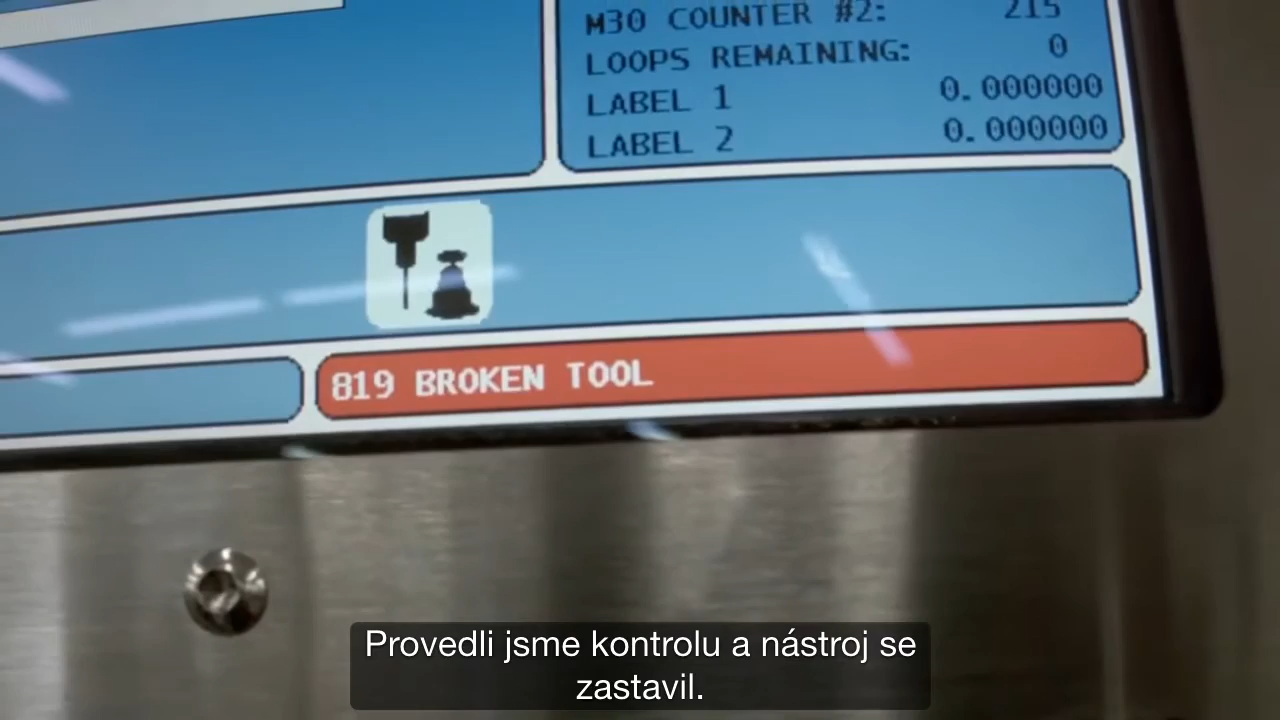 M30 COUNTER #2: 215
LOOPS REMAINING: 0
LABEL 1 0.000000
LABEL 2 0.000000
819 BROKEN TOOL
Provedli jsme kontrolu a nástroj se
zastavil.